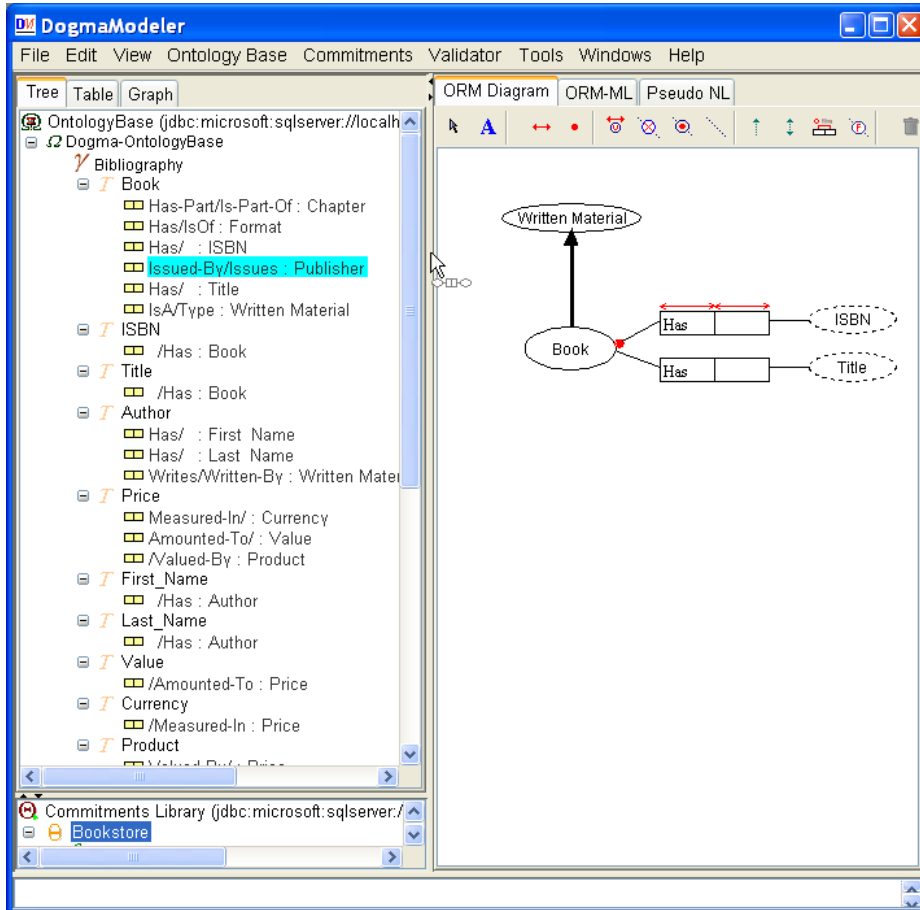 DogmaModeler
File Edit View Ontology Base Commitments Validator Tools Windows Help
Tree Table Graph
OntologyBase (jdbc:microsoft:sqlserver://localh
Ω Dogma-OntologyBase
γ Bibliography
T Book
Has-Part/Is-Part-Of : Chapter
Has/IsOf : Format
Has/ : ISBN
Issued-By/Issues : Publisher
Has/ : Title
IsA/Type : Written Material
T ISBN
/Has : Book
T Title
/Has : Book
T Author
Has/ : First Name
Has/ : Last Name
Writes/Written-By : Written Mater
T Price
Measured-In/ : Currency
Amounted-To/ : Value
/Valued-By : Product
T First_Name
/Has : Author
T Last_Name
/Has : Author
T Value
/Amounted-To : Price
T Currency
/Measured-In : Price
T Product
Valued-By/ : Price
Commitments Library (jdbc:microsoft:sqlserver:/
Bookstore
ORM Diagram ORM-ML Pseudo NL
A
Written Material
Book
Has
ISBN
Has
Title